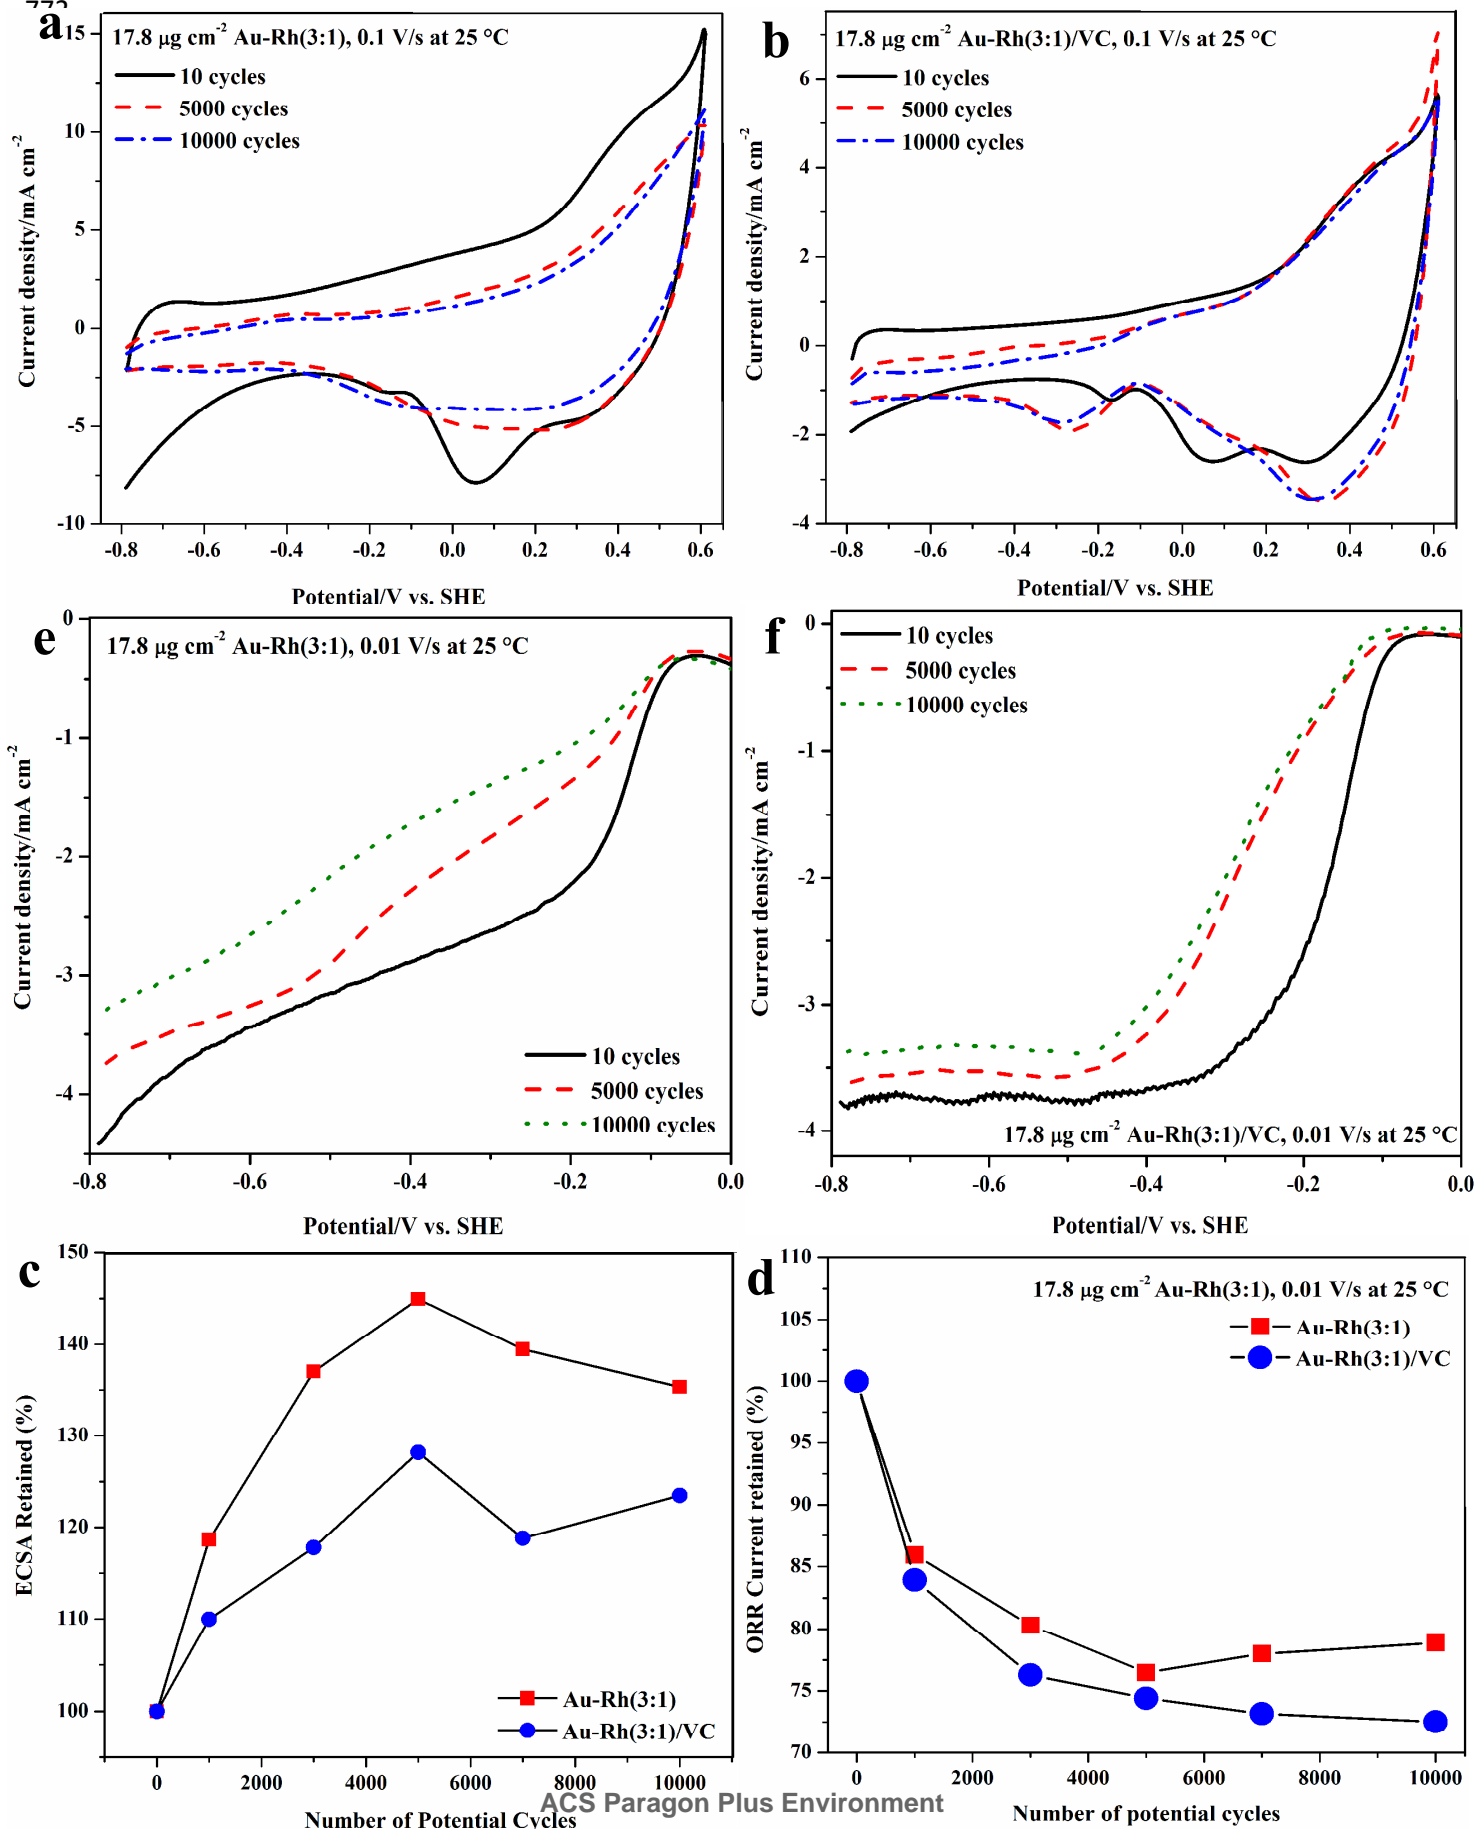 a
17.8 μg cm-2 Au-Rh(3:1), 0.1 V/s at 25 °C
10 cycles
5000 cycles
10000 cycles
Current density/mA cm-2
15
10
5
0
-5
-10
-0.8 -0.6 -0.4 -0.2 0.0 0.2 0.4 0.6
Potential/V vs. SHE
b
17.8 μg cm-2 Au-Rh(3:1)/VC, 0.1 V/s at 25 °C
10 cycles
5000 cycles
10000 cycles
Current density/mA cm-2
6
4
2
0
-2
-4
-0.8 -0.6 -0.4 -0.2 0.0 0.2 0.4 0.6
Potential/V vs. SHE
e
17.8 μg cm-2 Au-Rh(3:1), 0.01 V/s at 25 °C
Current density/mA cm-2
0
-1
-2
-3
-4
10 cycles
5000 cycles
10000 cycles
-0.8 -0.6 -0.4 -0.2 0.0
Potential/V vs. SHE
f
10 cycles
5000 cycles
10000 cycles
Current density/mA cm-2
0
-1
-2
-3
-4
17.8 μg cm-2 Au-Rh(3:1)/VC, 0.01 V/s at 25 °C
-0.8 -0.6 -0.4 -0.2 0.0
Potential/V vs. SHE
c
ECSA Retained (%)
150
140
130
120
110
100
Au-Rh(3:1)
Au-Rh(3:1)/VC
0 2000 4000 6000 8000 10000
Number of Potential Cycles
d
17.8 μg cm-2 Au-Rh(3:1), 0.01 V/s at 25 °C
Au-Rh(3:1)
Au-Rh(3:1)/VC
ORR Current retained (%)
110
105
100
95
90
85
80
75
70
0 2000 4000 6000 8000 10000
Number of potential cycles
ACS Paragon Plus Environment